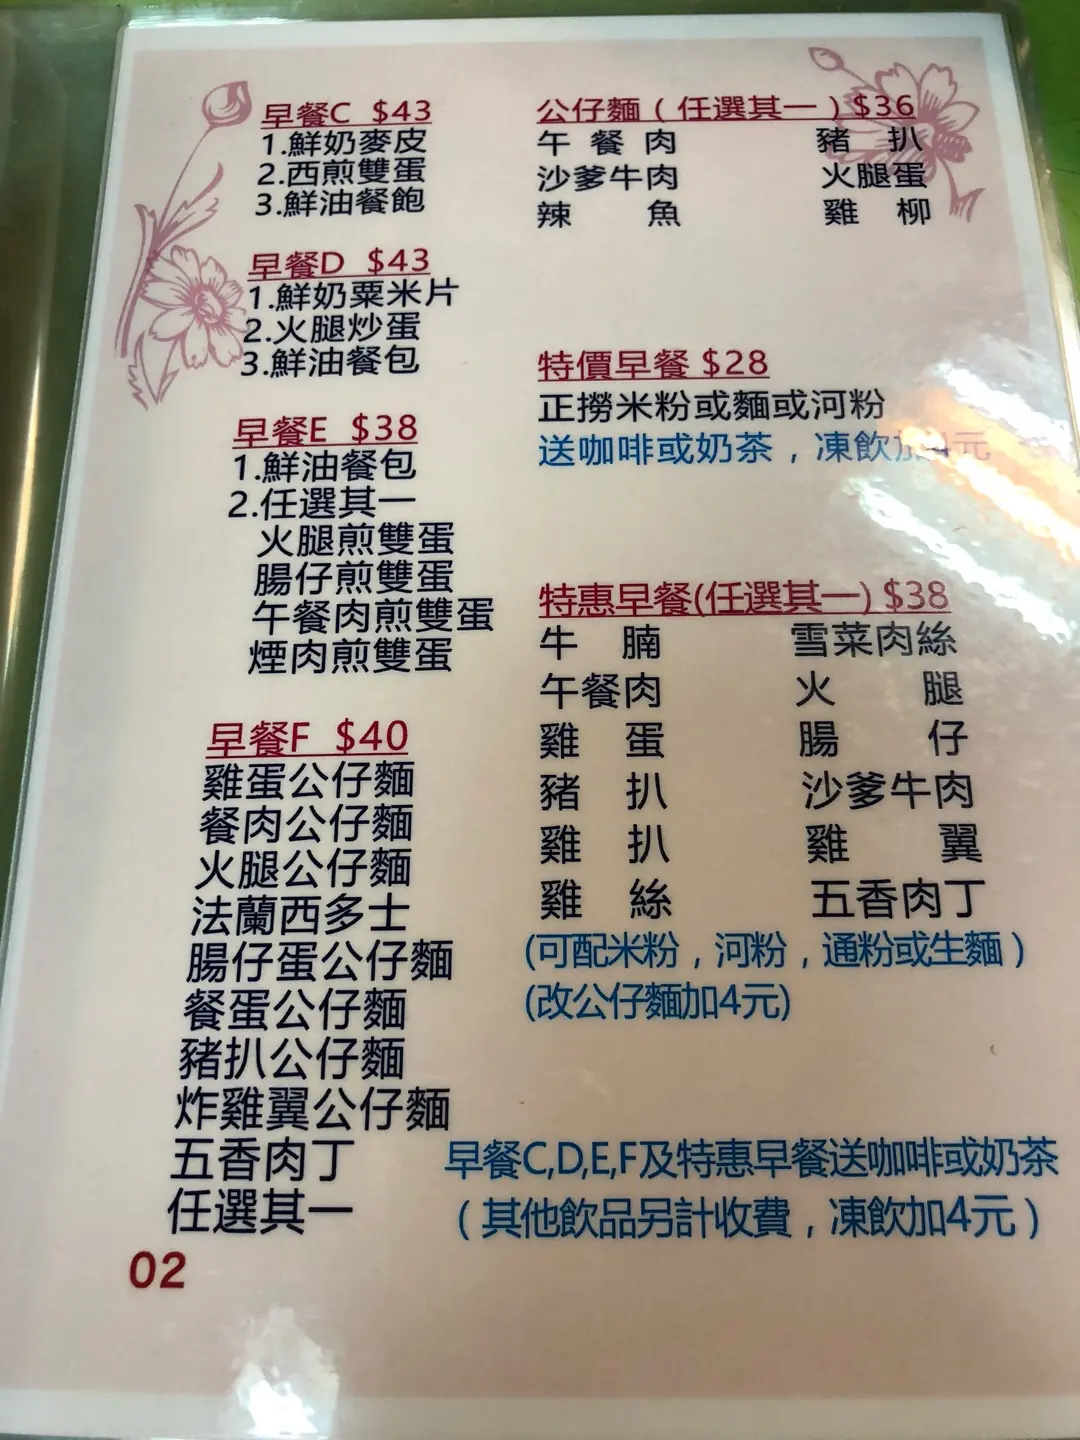 早餐C $43
1.鮮奶麥皮
2.西煎雙蛋
3.鮮油餐飽
早餐D $43
1.鮮奶粟米片
2.火腿炒蛋
3.鮮油餐包
早餐E $38
1.鮮油餐包
2.任選其一
火腿煎雙蛋
腸仔煎雙蛋
午餐肉煎雙蛋
煙肉煎雙蛋
早餐F $40
雞蛋公仔麵
餐肉公仔麵
火腿公仔麵
法蘭西多士
腸仔蛋公仔麵
餐蛋公仔麵
豬扒公仔麵
炸雞翼公仔麵
五香肉丁
任選其一
02
公仔麵（任選其一）$36
午餐肉 豬扒
沙爹牛肉 火腿蛋
辣魚 雞柳
特價早餐 $28
正撈米粉或麵或河粉
送咖啡或奶茶，凍飲加4元
特惠早餐(任選其一) $38
牛腩 雪菜肉絲
午餐肉 火腿
雞蛋 腸仔
豬扒 沙爹牛肉
雞扒 雞翼
雞絲 五香肉丁
(可配米粉，河粉，通粉或生麵）
(改公仔麵加4元)
早餐C,D,E,F及特惠早餐送咖啡或奶茶
（其他飲品另計收費，凍飲加4元）